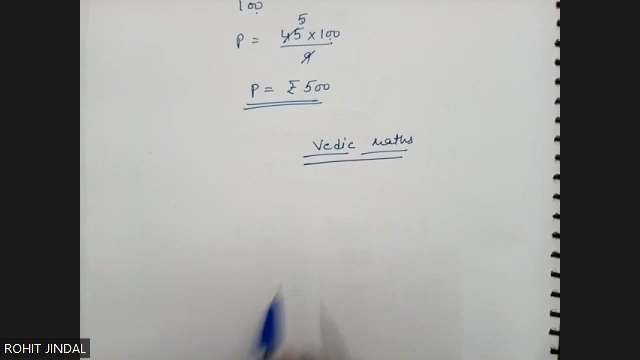 100
5
P = 45 × 100
9
P = ₹ 500
Vedic maths
ROHIT JINDAL